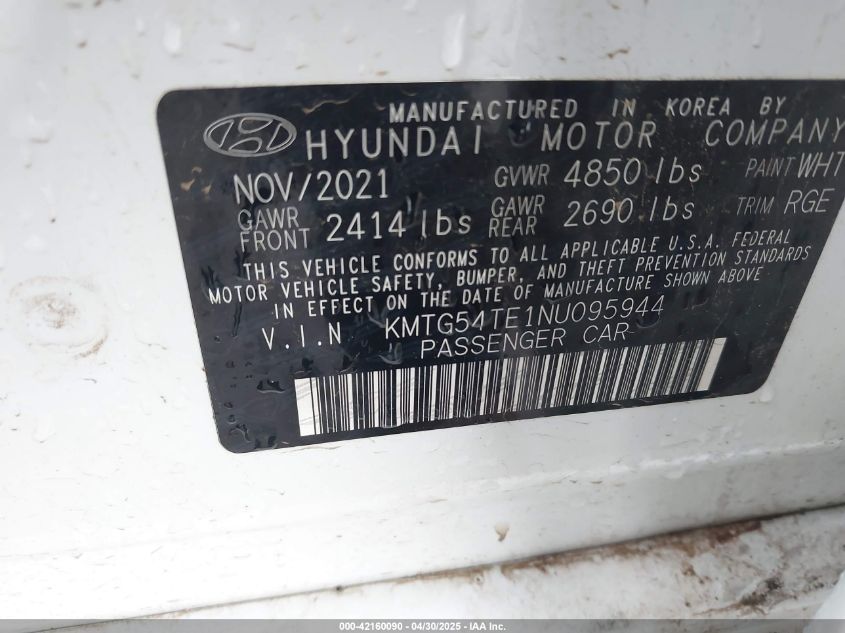 MANUFACTURED IN KOREA BY
HYUNDAI MOTOR COMPANY
NOV/2021 GVWR 4850 lbs PAINT WHT
GAWR FRONT 2414 lbs GAWR REAR 2690 lbs TRIM RGE
THIS VEHICLE CONFORMS TO ALL APPLICABLE U.S.A. FEDERAL
MOTOR VEHICLE SAFETY, BUMPER, AND THEFT PREVENTION STANDARDS
IN EFFECT ON THE DATE OF MANUFACTURE SHOWN ABOVE
V.I.N KMTG54TE1NU095944
PASSENGER CAR
000-42160090 - 04/30/2025 - IAA Inc.